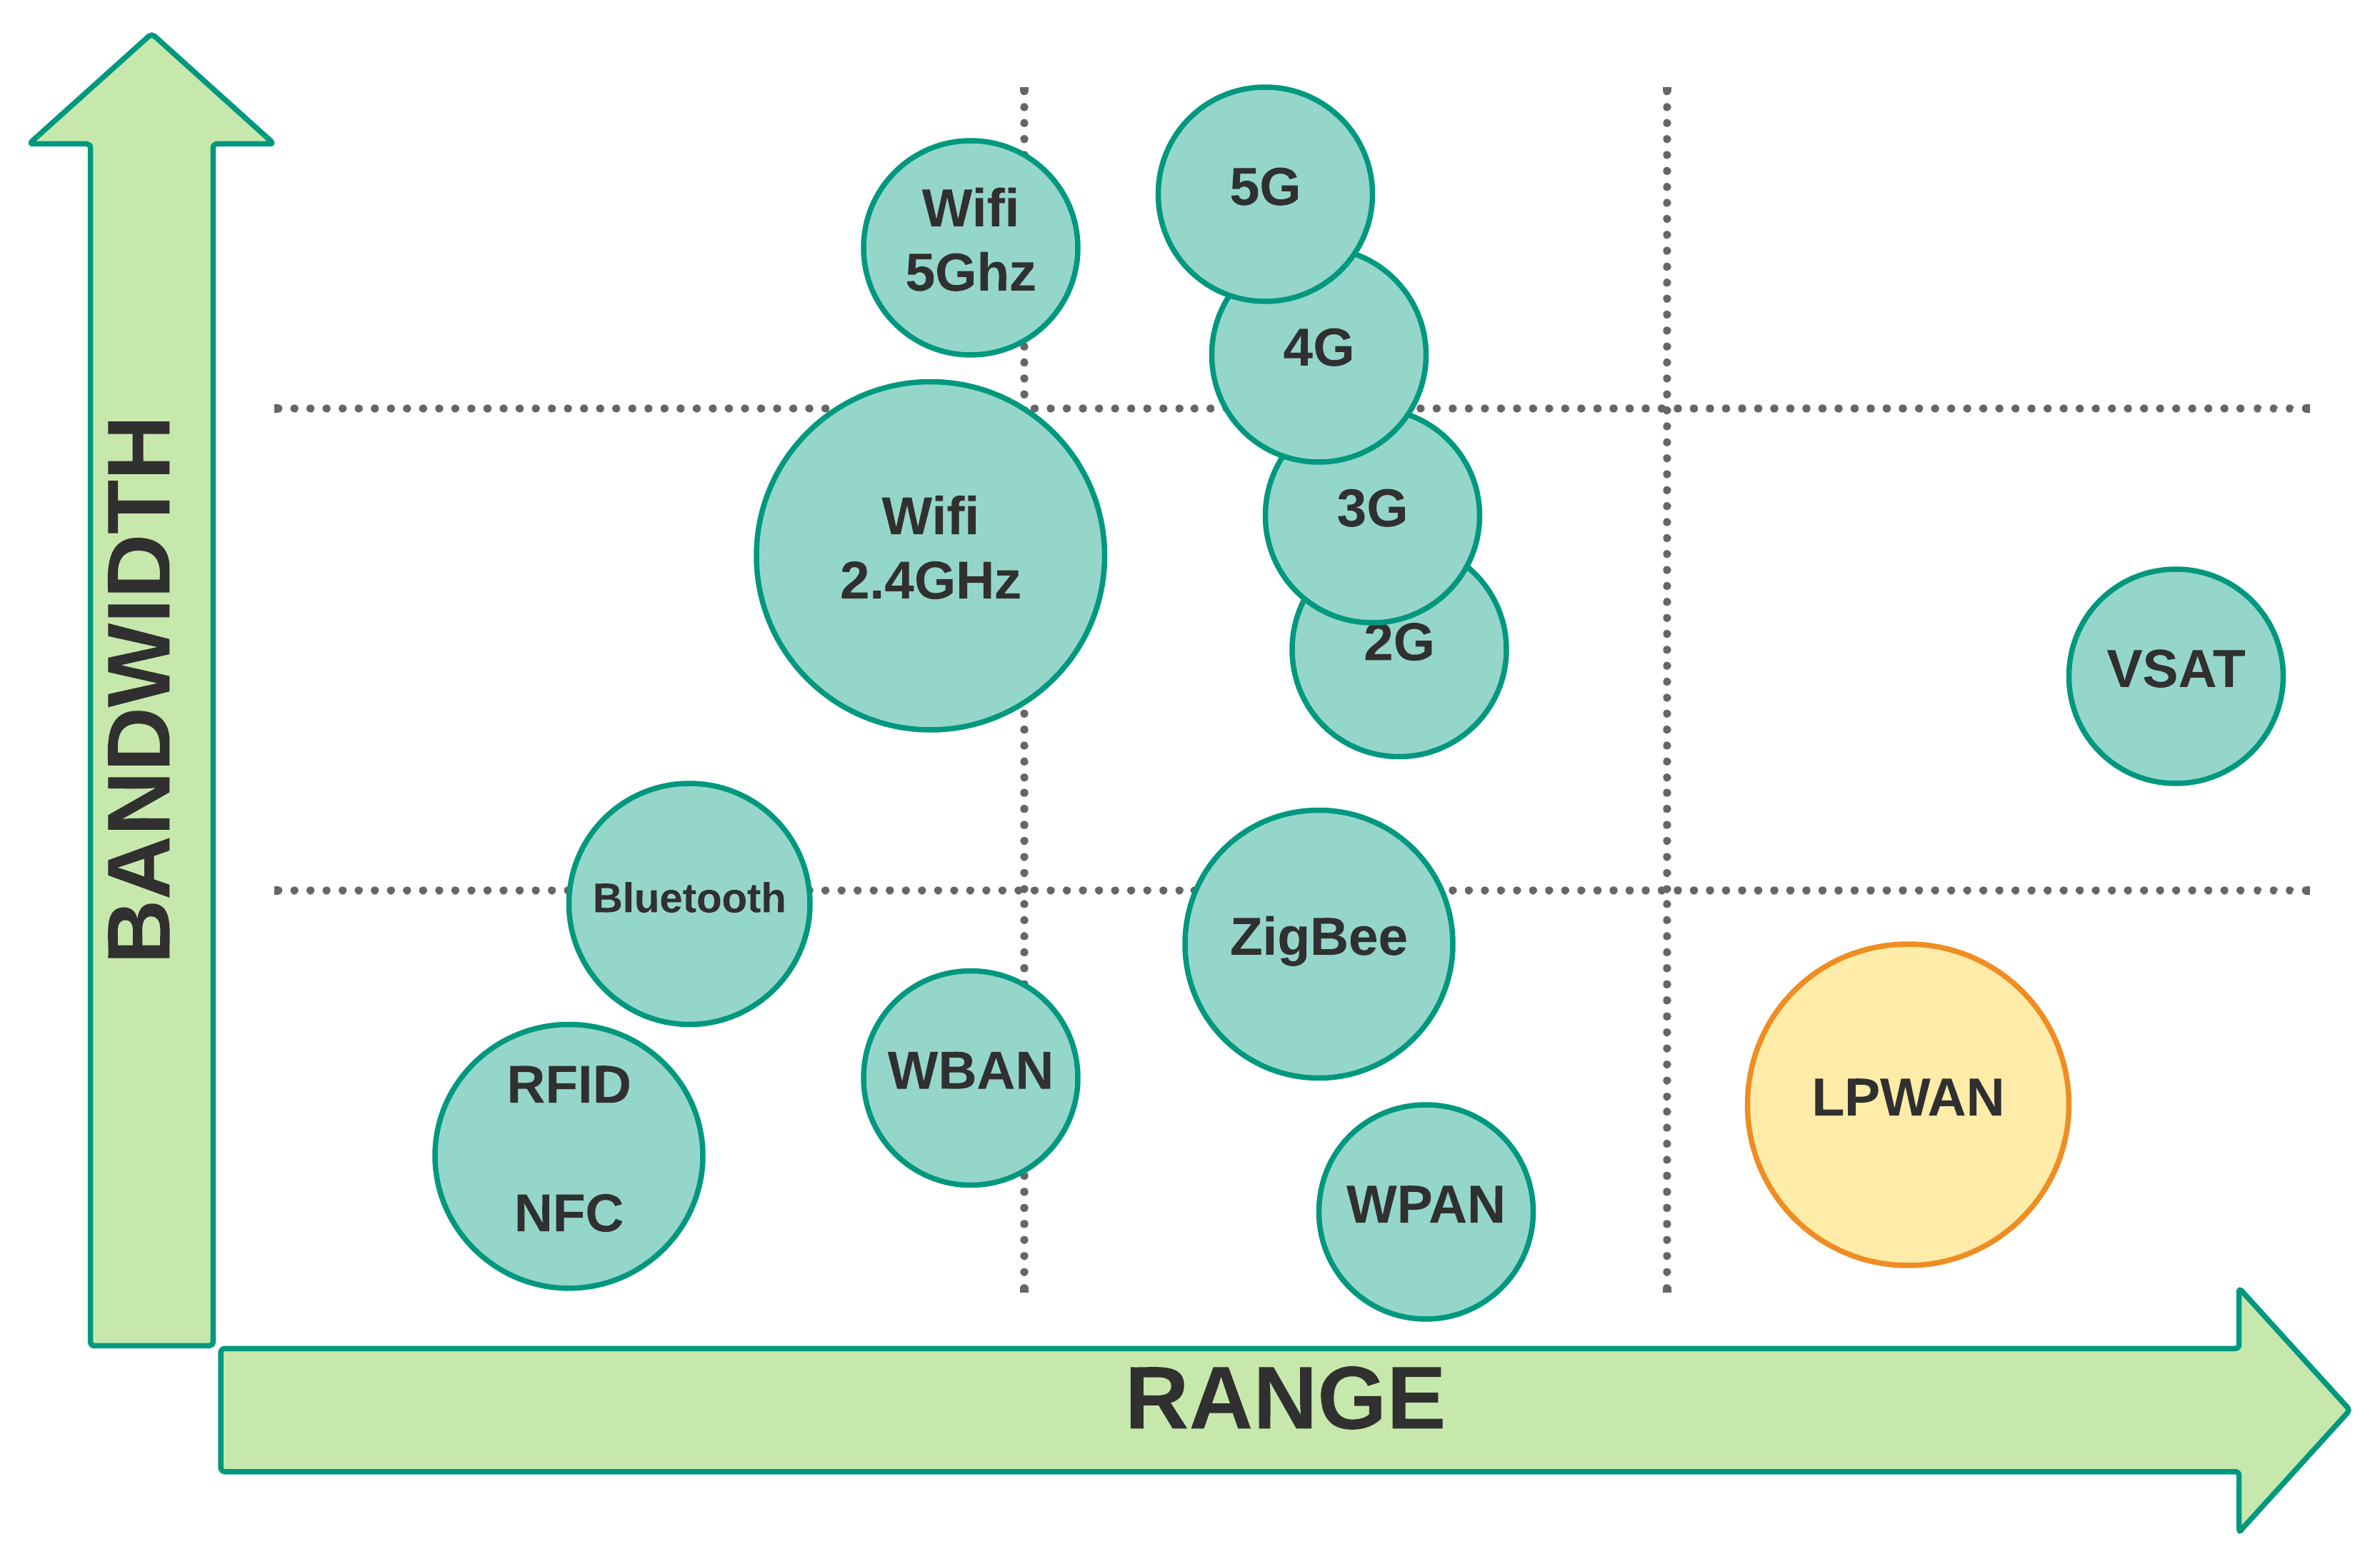 BANDWIDTH
Wifi
5Ghz
5G
4G
Wifi
2.4GHz
3G
2G
VSAT
Bluetooth
ZigBee
RFID
NFC
WBAN
LPWAN
WPAN
RANGE